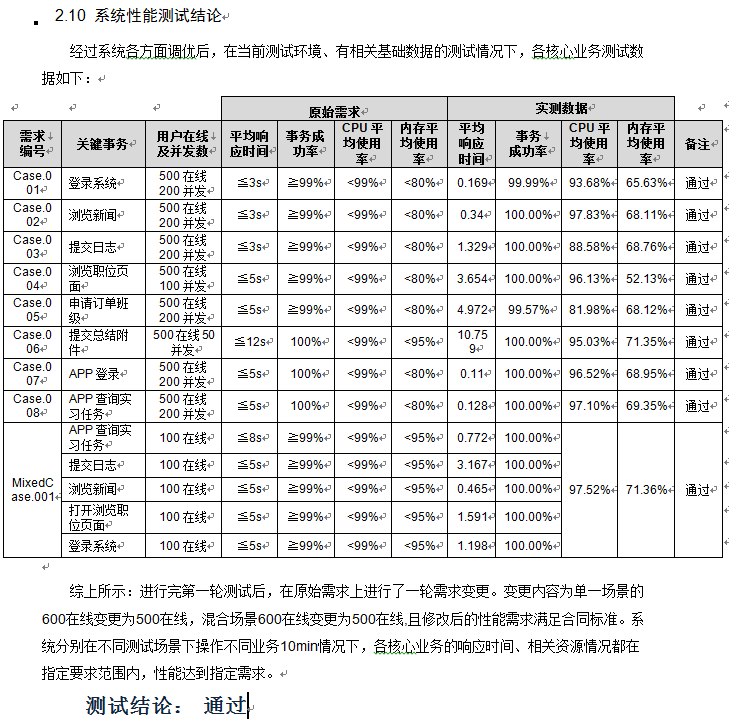 2.10 系统性能测试结论
经过系统各方面调优后，在当前测试环境、有相关基础数据的测试情况下，各核心业务测试数
据如下：
原始需求 实测数据
需求编号 关键事务 用户在线及并发数 平均响应时间 事务成功率 CPU 平均使用率 内存平均使用率 平均响应时间 事务成功率 CPU 平均使用率 内存平均使用率 备注
Case.001 登录系统 500 在线 200 并发 ≦3s ≧99% <99% <80% 0.169 99.99% 93.68% 65.63% 通过
Case.002 浏览新闻 500 在线 200 并发 ≦3s ≧99% <99% <80% 0.34 100.00% 97.83% 68.11% 通过
Case.003 提交日志 500 在线 200 并发 ≦3s ≧99% <99% <80% 1.329 100.00% 88.58% 68.76% 通过
Case.004 浏览职位页面 500 在线 100 并发 ≦5s ≧99% <99% <80% 3.654 100.00% 96.13% 52.13% 通过
Case.005 申请订单班级 500 在线 200 并发 ≦5s ≧99% <99% <80% 4.972 99.57% 81.98% 68.12% 通过
Case.006 提交总结附件 500 在线 50 并发 ≦12s 100% <99% <95% 10.759 100.00% 95.03% 71.35% 通过
Case.007 APP 登录 500 在线 200 并发 ≦5s 100% <99% <80% 0.11 100.00% 96.52% 68.95% 通过
Case.008 APP 查询实习任务 500 在线 200 并发 ≦5s 100% <99% <80% 0.128 100.00% 97.10% 69.35% 通过
MixedCase.001 APP 查询实习任务 100 在线 ≦8s ≧99% <99% <95% 0.772 100.00% 97.52% 71.36% 通过
提交日志 100 在线 ≦5s ≧99% <99% <95% 3.167 100.00%
浏览新闻 100 在线 ≦5s ≧99% <99% <95% 0.465 100.00%
打开浏览职位页面 100 在线 ≦5s ≧99% <99% <95% 1.591 100.00%
登录系统 100 在线 ≦5s ≧99% <99% <95% 1.198 100.00%
综上所示：进行完第一轮测试后，在原始需求上进行了一轮需求变更。变更内容为单一场景的
600在线变更为500在线，混合场景600在线变更为500在线,且修改后的性能需求满足合同标准。系
统分别在不同测试场景下操作不同业务10min情况下，各核心业务的响应时间、相关资源情况都在
指定要求范围内，性能达到指定需求。
测试结论： 通过